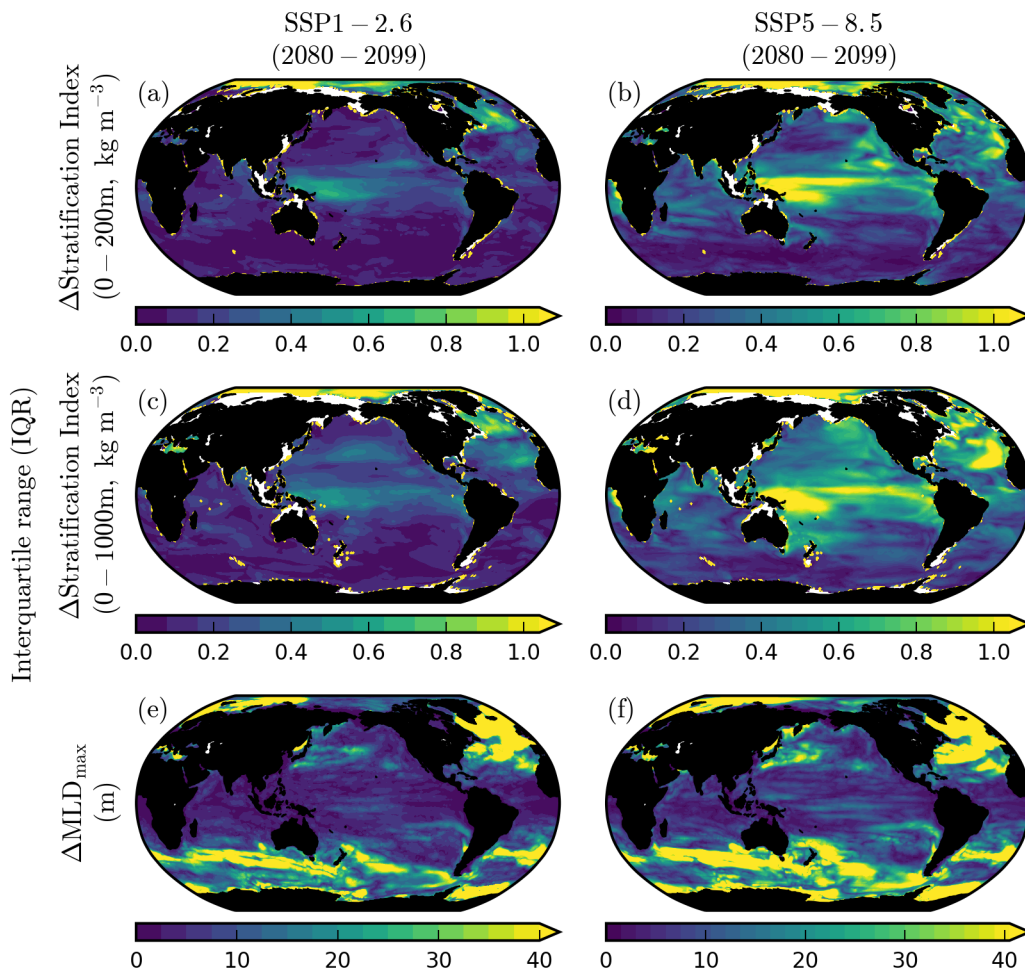 SSP1 − 2.6
(2080 − 2099)
SSP5 − 8.5
(2080 − 2099)
Interquartile range (IQR)
ΔStratification Index
(0 − 200m, kg m⁻³)
(a)
0.0 0.2 0.4 0.6 0.8 1.0
(b)
0.0 0.2 0.4 0.6 0.8 1.0
ΔStratification Index
(0 − 1000m, kg m⁻³)
(c)
0.0 0.2 0.4 0.6 0.8 1.0
(d)
0.0 0.2 0.4 0.6 0.8 1.0
ΔMLDmax
(m)
(e)
0 10 20 30 40
(f)
0 10 20 30 40